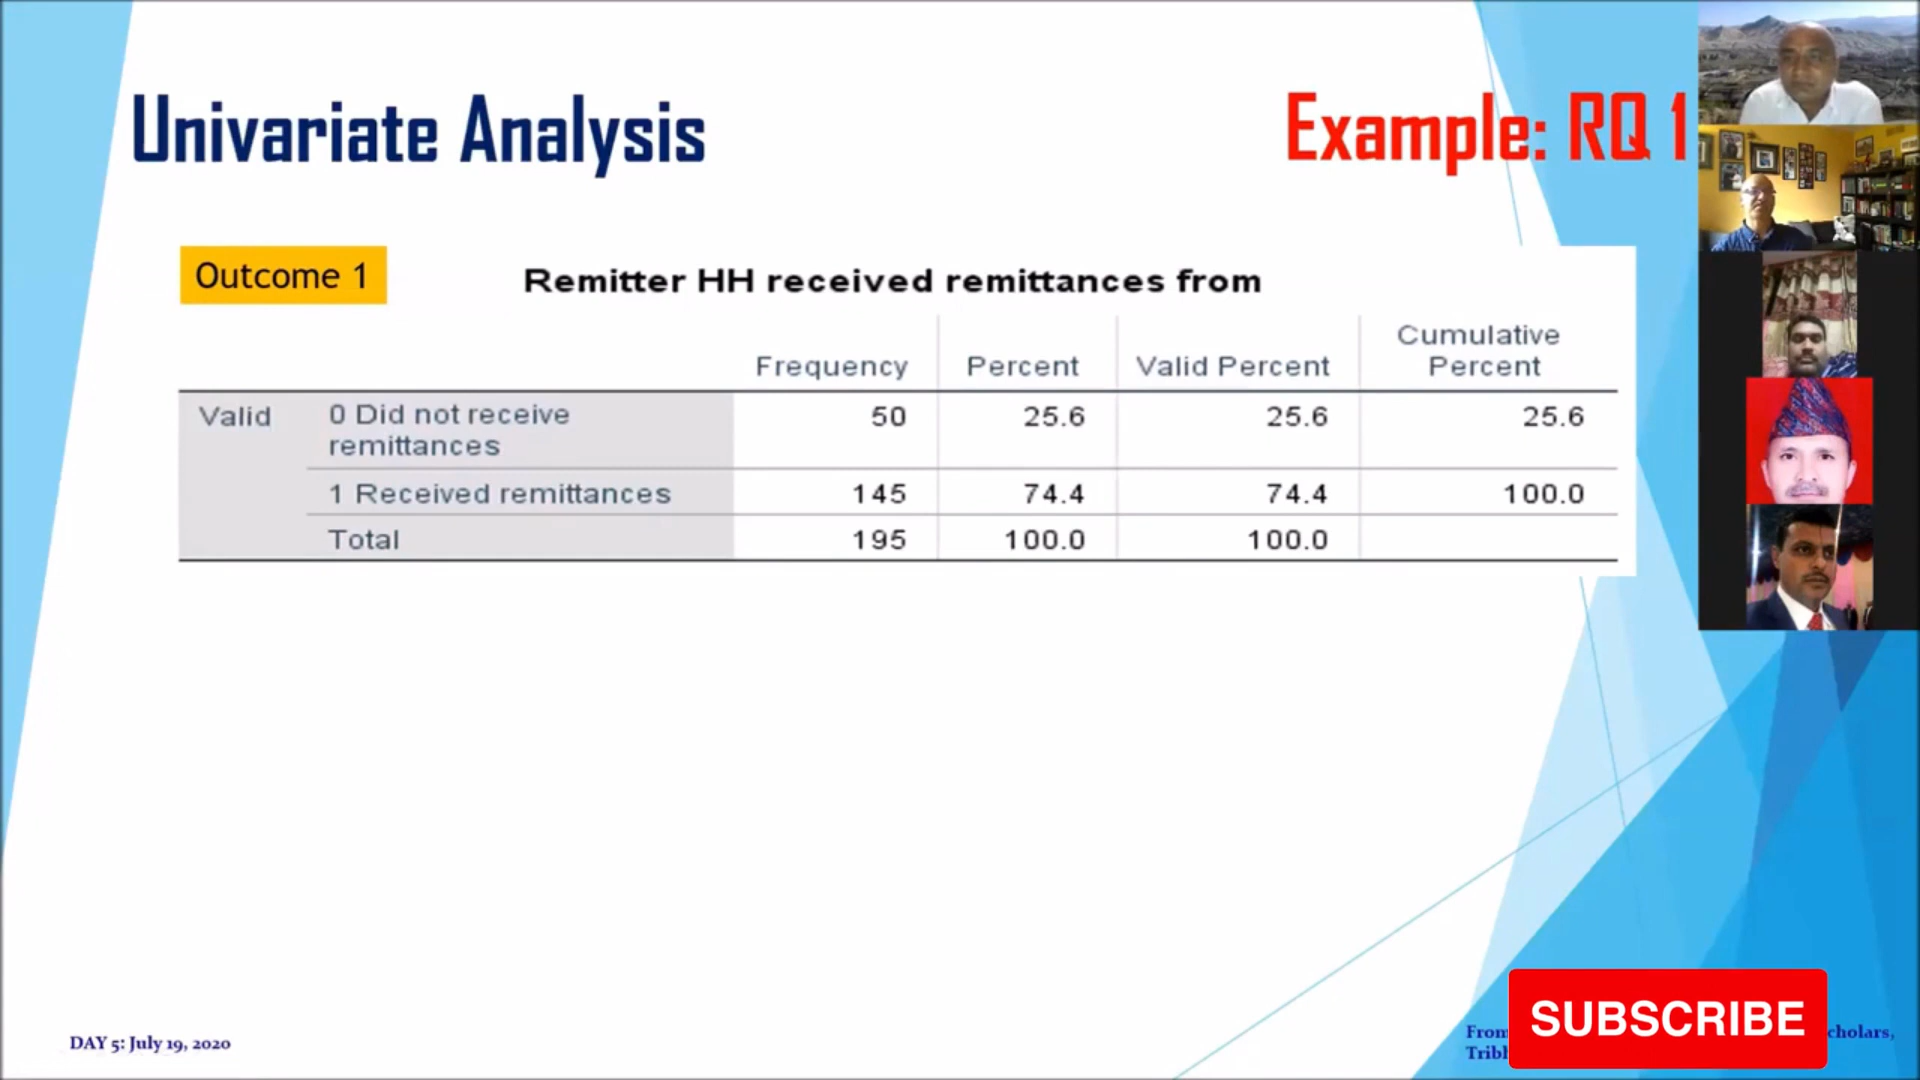 Univariate Analysis
Example: RQ 1
Outcome 1
Remitter HH received remittances from
Frequency Percent Valid Percent Cumulative Percent
Valid 0 Did not receive remittances 50 25.6 25.6 25.6
1 Received remittances 145 74.4 74.4 100.0
Total 195 100.0 100.0
DAY 5: July 19, 2020
From
SUBSCRIBE